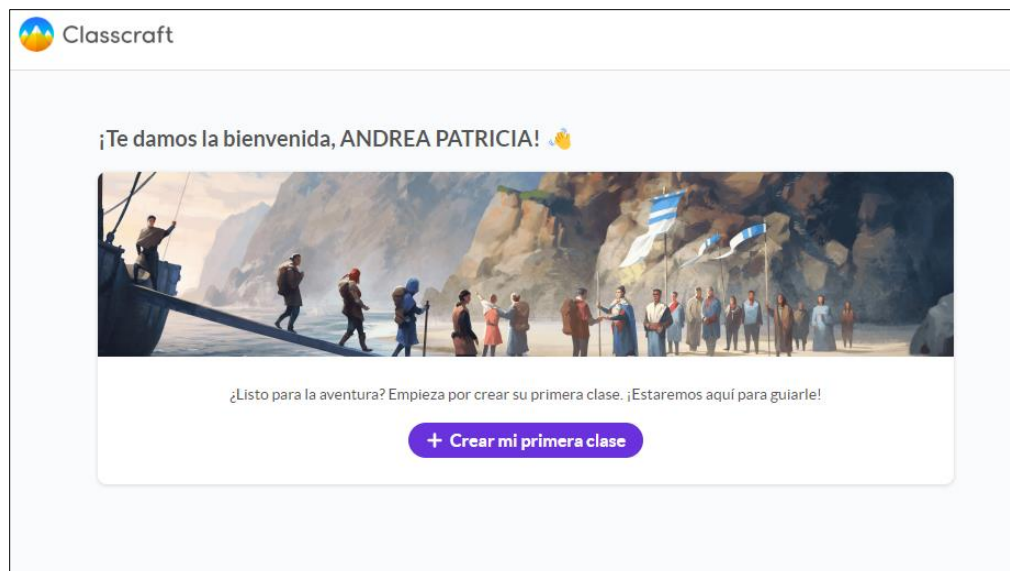 Classcraft
¡Te damos la bienvenida, ANDREA PATRICIA! 👋
¿Listo para la aventura? Empieza por crear su primera clase. ¡Estaremos aquí para guiarle!
+ Crear mi primera clase